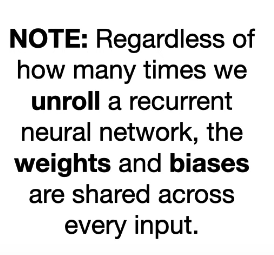 NOTE: Regardless of
how many times we
unroll a recurrent
neural network, the
weights and biases
are shared across
every input.